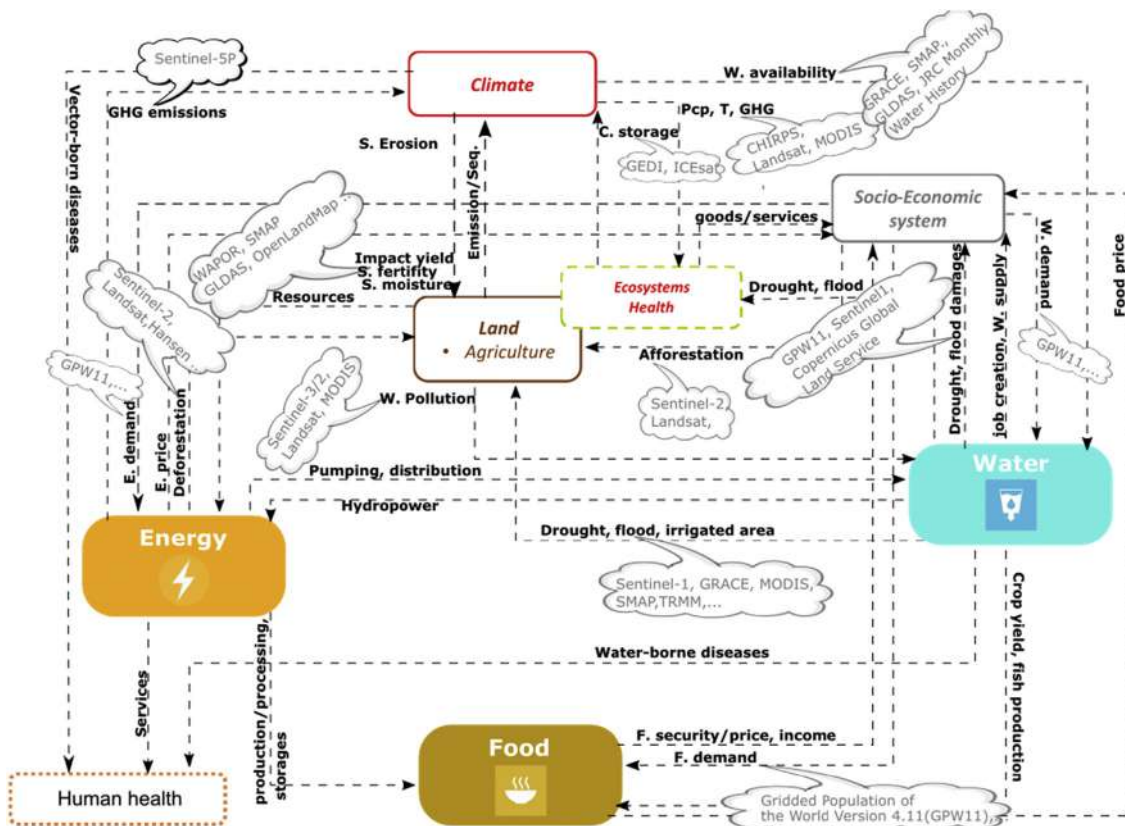 Sentinel-5P
Climate
W. availability
GRACE, SMAP,
GLDAS, JRC Monthly
Water History
Vector-born diseases
GHG emissions
Pcp, T, GHG
C. storage
CHIRPS,
Landsat, MODIS
S. Erosion
GEDI, ICEsat
Emission/Seq.
Socio-Economic
system
goods/services
WAPOR, SMAP
GLDAS, OpenLandMap ...
Impact yield
S. fertifity
S. moisture
Resources
Ecosystems
Health
Drought, flood
Land
• Agriculture
Afforestation
Sentinel-2,
Landsat,Hansen ...
GPW11,...
GPW11, Sentinel1,
Copernicus Global
Land Service
Drought, flood damages
job creation, W. supply
W. demand
GPW11,...
Food price
Sentinel-3/2,
Landsat, MODIS
W. Pollution
Sentinel-2,
Landsat,
E. demand
E. price
Deforestation
Pumping, distribution
Water
Hydropower
Energy
Drought, flood, irrigated area
Sentinel-1, GRACE, MODIS,
SMAP,TRMM,...
Crop yield, fish production
Water-borne diseases
Services
production/processing,
storages
Food
F. security/price, income
F. demand
Human health
Gridded Population of
the World Version 4.11(GPW11),...